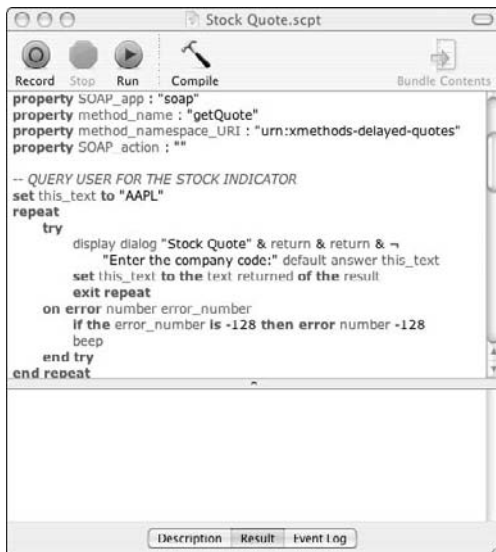 Stock Quote.scpt
Record Stop Run Compile Bundle Contents
property SOAP_app : "soap"
property method_name : "getQuote"
property method_namespace_URI : "urn:xmethods-delayed-quotes"
property SOAP_action : ""
-- QUERY USER FOR THE STOCK INDICATOR
set this_text to "AAPL"
repeat
try
display dialog "Stock Quote" & return & return & ¬
"Enter the company code:" default answer this_text
set this_text to the text returned of the result
exit repeat
on error number error_number
if the error_number is -128 then error number -128
beep
end try
end repeat
Description Result Event Log